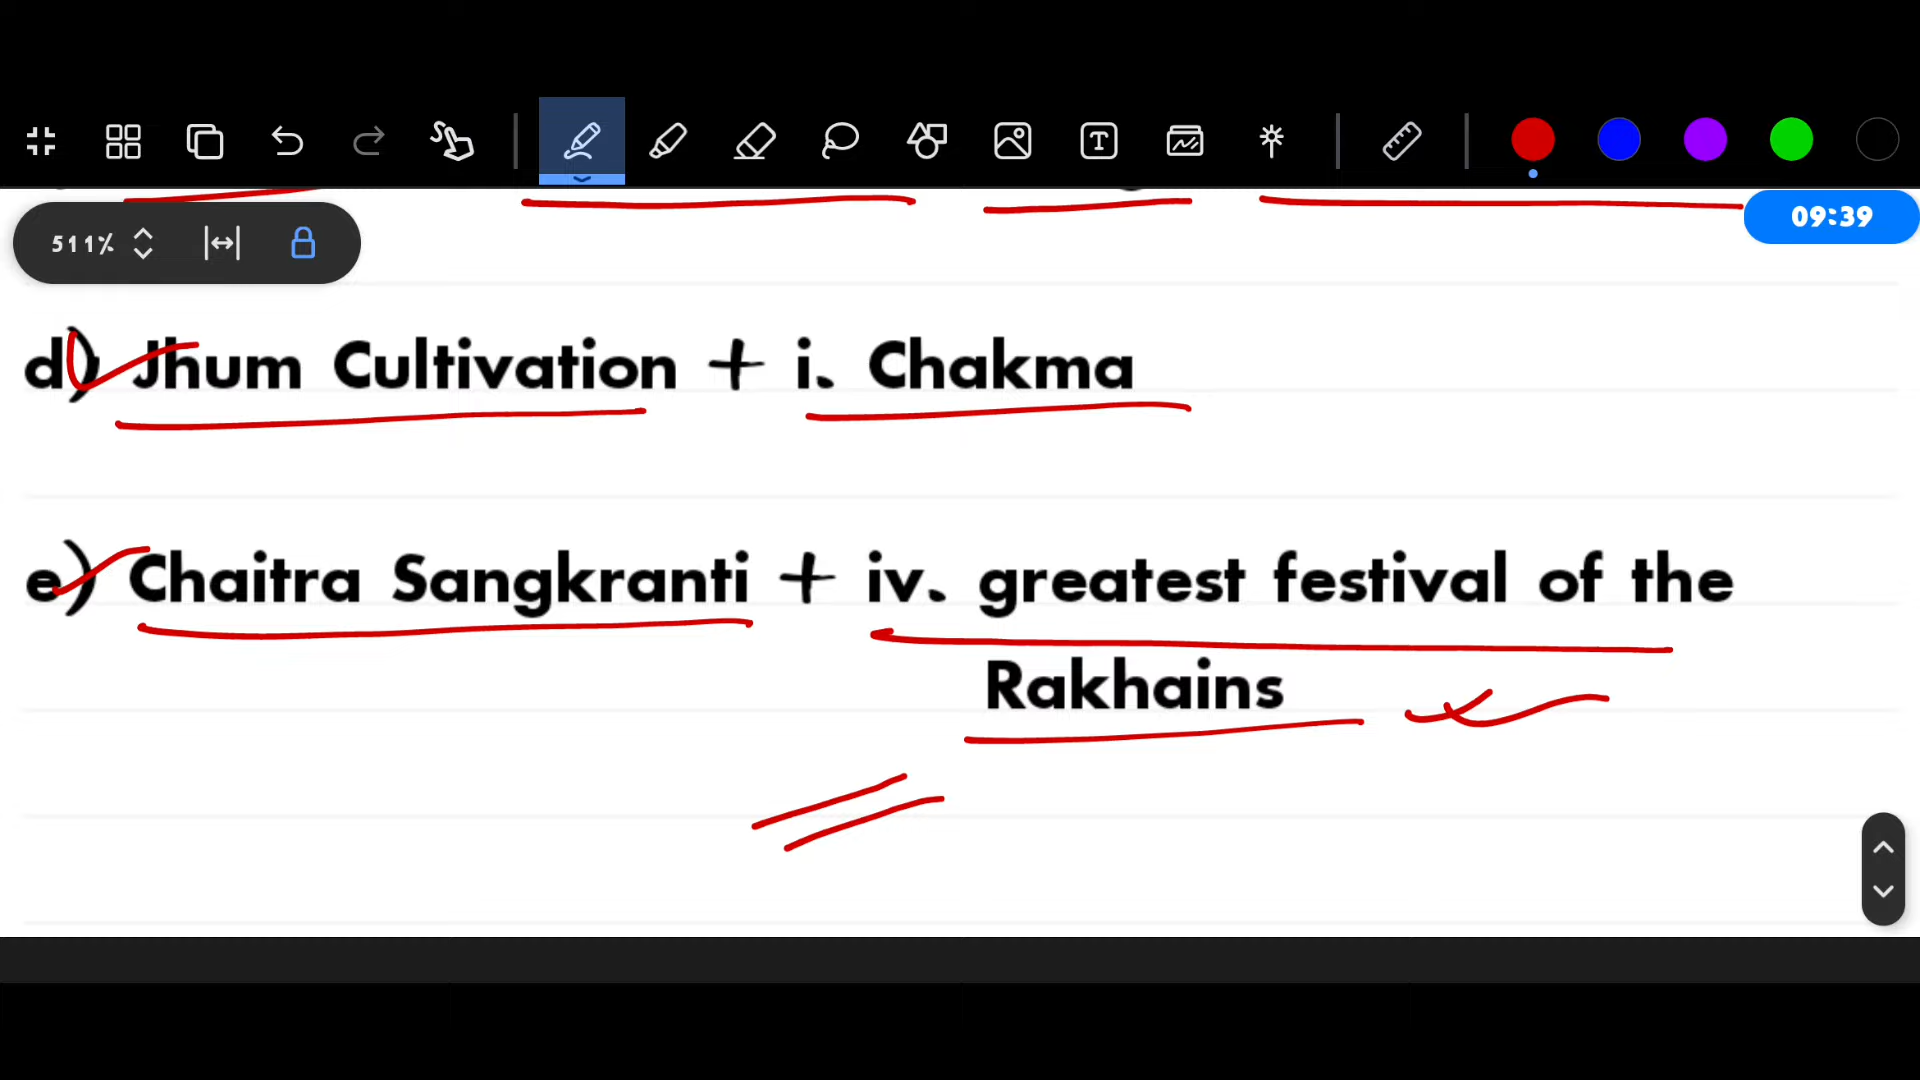 09:39
511%
d) Jhum Cultivation + i. Chakma
e) Chaitra Sangkranti + iv. greatest festival of the
Rakhains